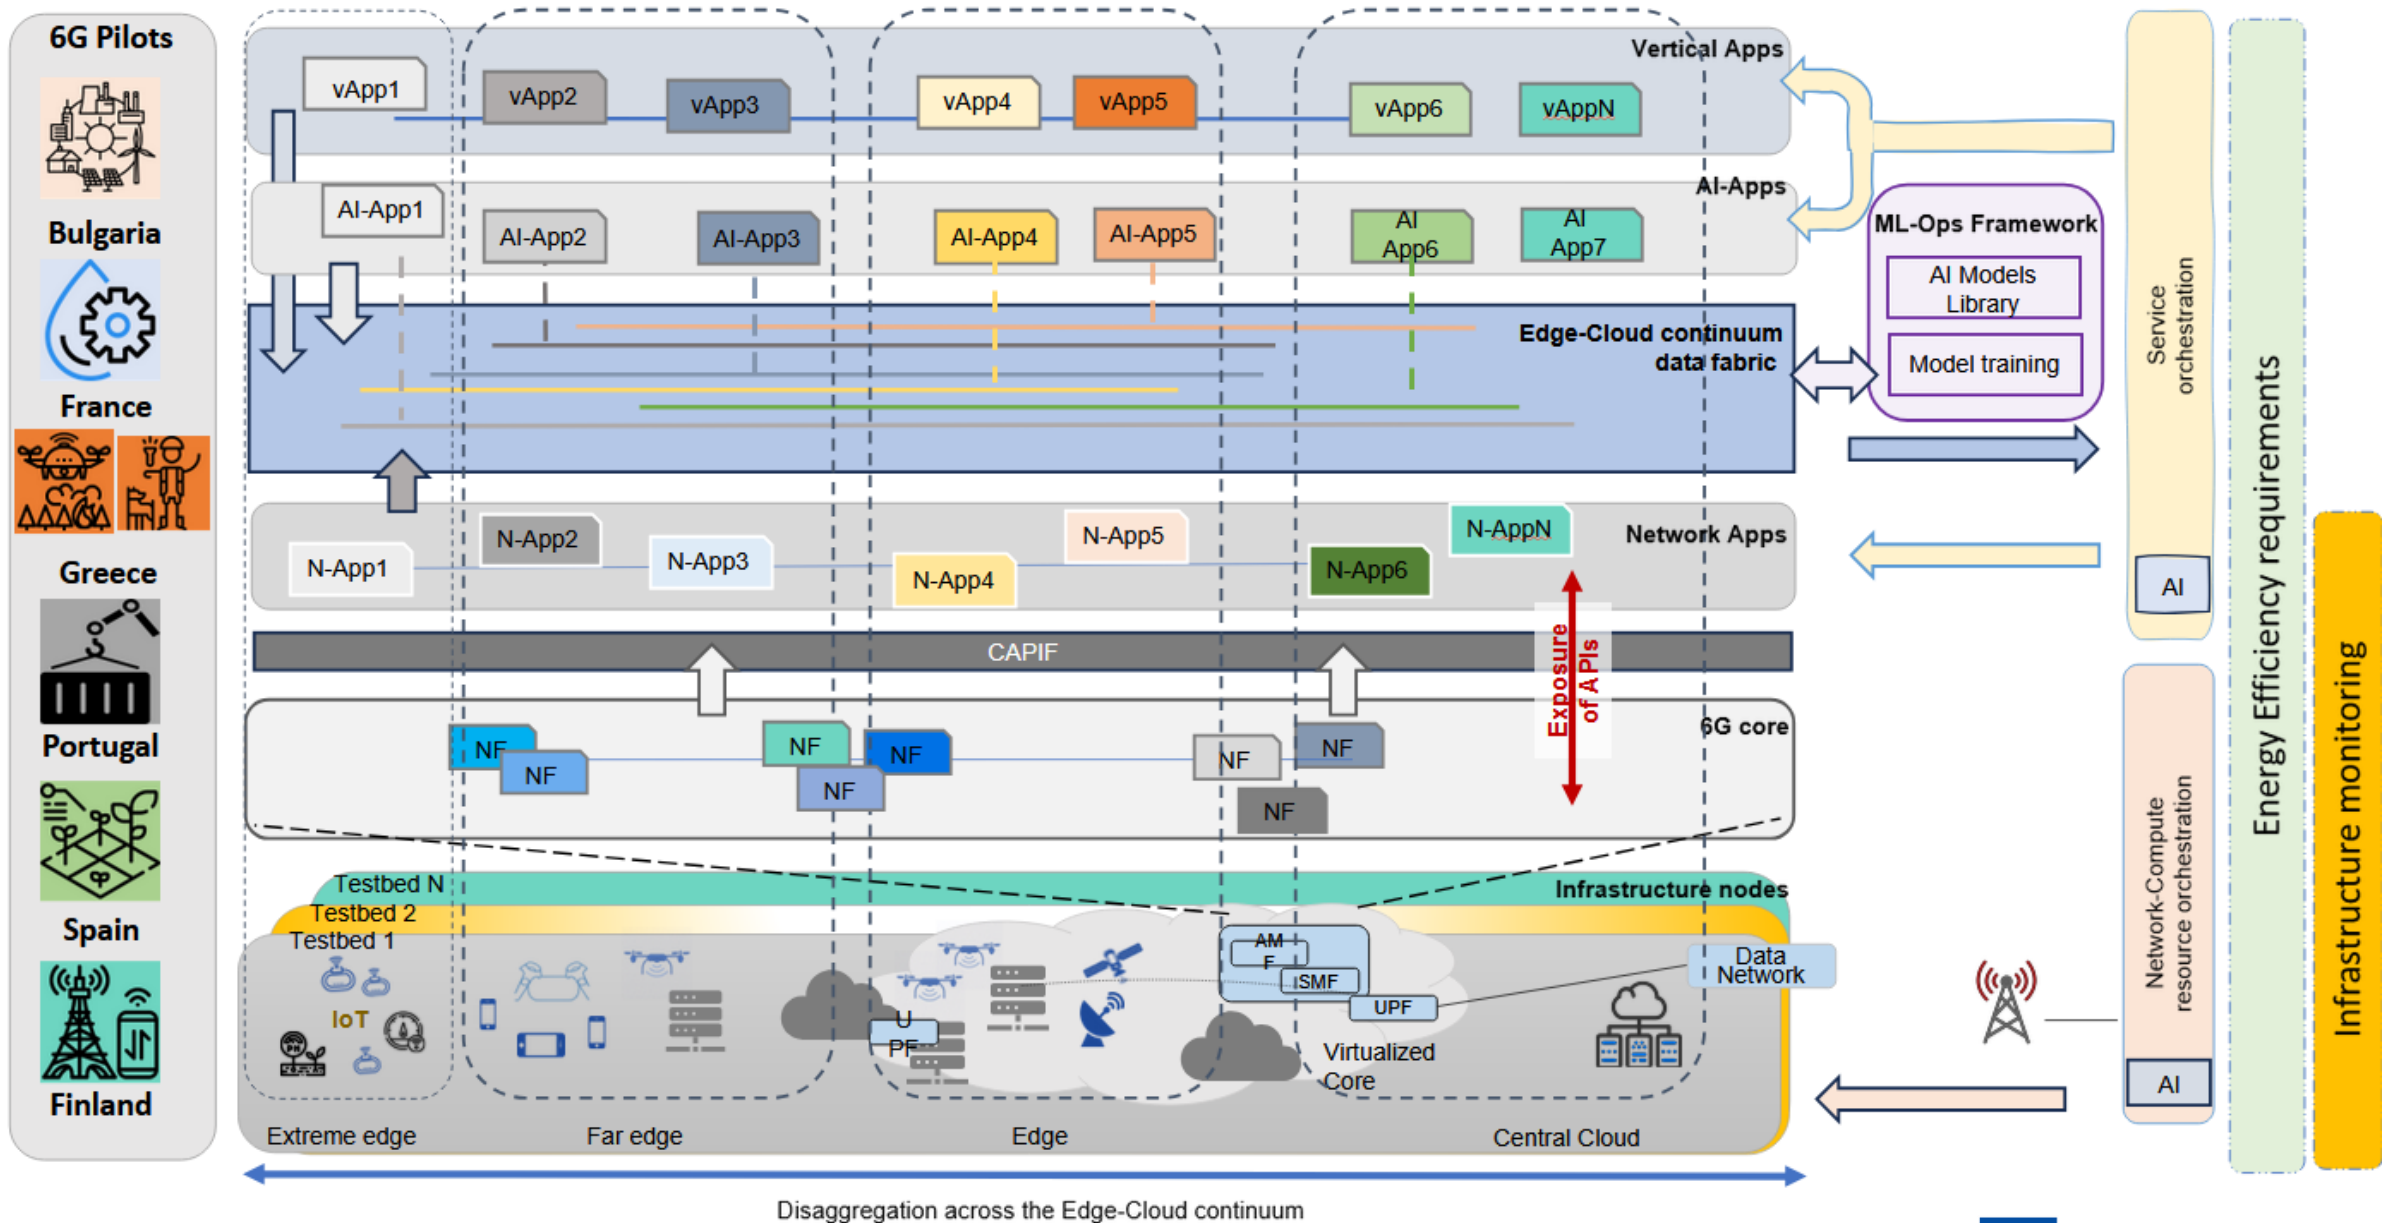 6G Pilots
Bulgaria
France
Greece
Portugal
Spain
Finland
Vertical Apps
vApp1
vApp2
vApp3
vApp4
vApp5
vApp6
vAppN
AI-Apps
AI-App1
AI-App2
AI-App3
AI-App4
AI-App5
AI
App6
AI
App7
Edge-Cloud continuum
data fabric
Network Apps
N-App1
N-App2
N-App3
N-App4
N-App5
N-App6
N-AppN
CAPIF
Exposure
of APIs
6G core
NF
NF
NF
NF
NF
NF
NF
NF
Infrastructure nodes
Testbed N
Testbed 2
Testbed 1
IoT
PH
U
PF
AM
F
SMF
UPF
Data
Network
Virtualized
Core
Extreme edge
Far edge
Edge
Central Cloud
Disaggregation across the Edge-Cloud continuum
ML-Ops Framework
AI Models
Library
Model training
Service
orchestration
AI
Network-Compute
resource orchestration
AI
Energy Efficiency requirements
Infrastructure monitoring